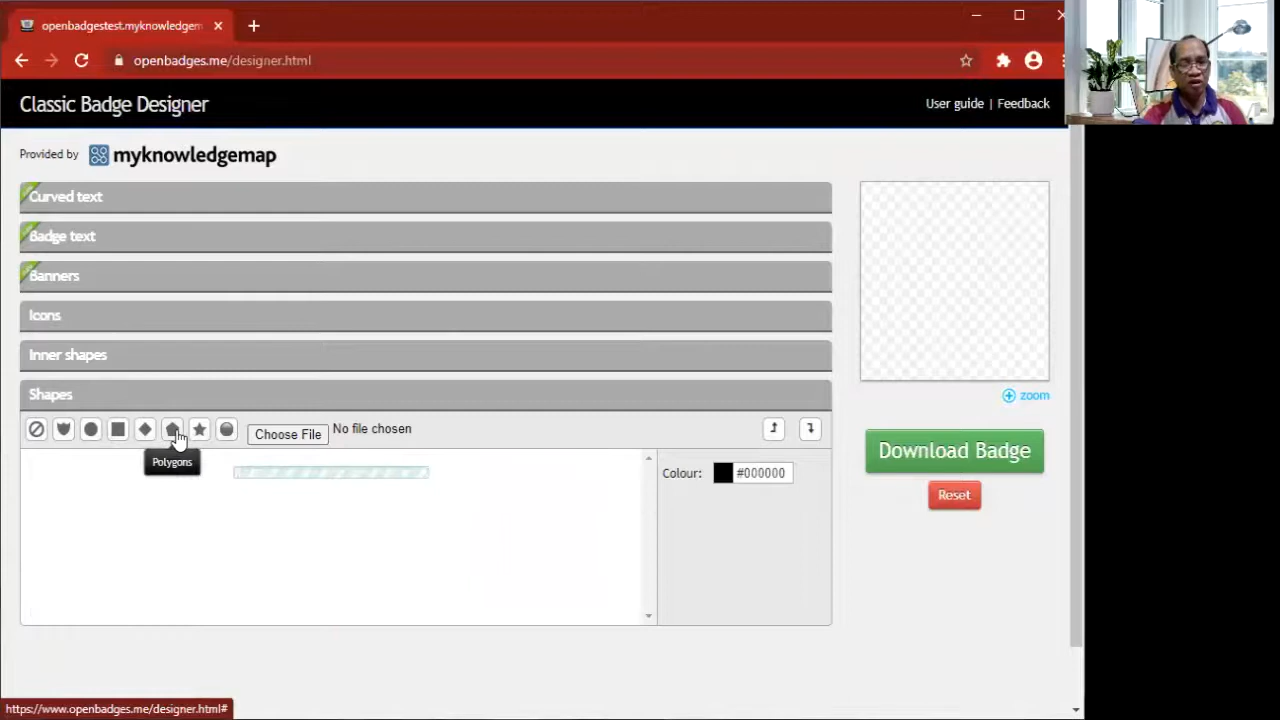 openbadgestest.myknowledgem
openbadges.me/designer.html
Classic Badge Designer
User guide | Feedback
Provided by myknowledgemap
Curved text
Badge text
Banners
Icons
Inner shapes
Shapes
Choose File No file chosen
Polygons
Colour: #000000
zoom
Download Badge
Reset
https://www.openbadges.me/designer.html#